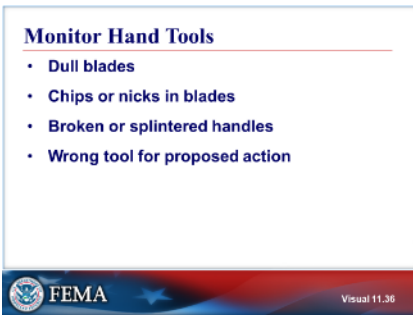 Monitor Hand Tools
• Dull blades
• Chips or nicks in blades
• Broken or splintered handles
• Wrong tool for proposed action
FEMA
Visual 11.36